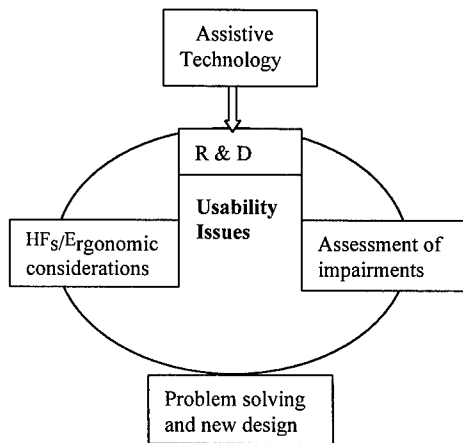 Assistive
Technology
R & D
Usability
Issues
HFs/Ergonomic
considerations
Assessment of
impairments
Problem solving
and new design